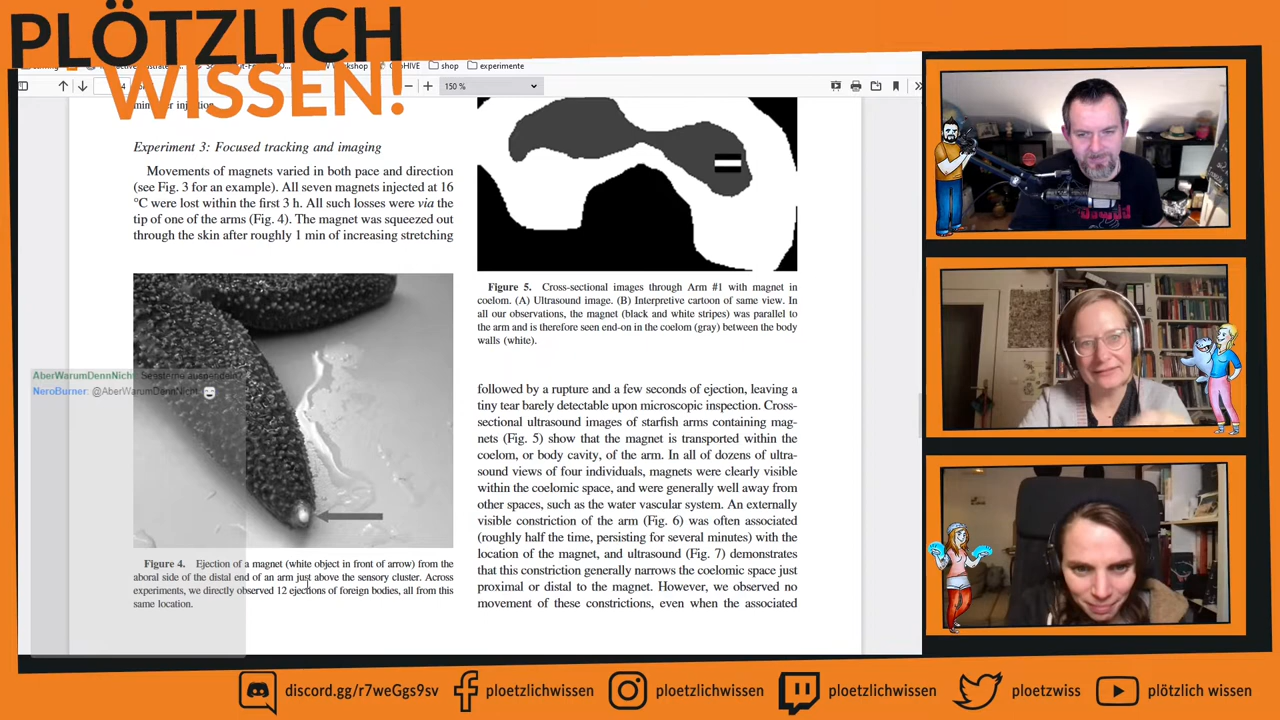 PLÖTZLICH
WISSEN!
shop
experimente
150 %
Experiment 3: Focused tracking and imaging
Movements of magnets varied in both pace and direction
(see Fig. 3 for an example). All seven magnets injected at 16
°C were lost within the first 3 h. All such losses were via the
tip of one of the arms (Fig. 4). The magnet was squeezed out
through the skin after roughly 1 min of increasing stretching
AberWarumDennNicht:
NeroBurner: @AberWarumDennNicht
Figure 4. Ejection of a magnet (white object in front of arrow) from the
aboral side of the distal end of an arm just above the sensory cluster. Across
experiments, we directly observed 12 ejections of foreign bodies, all from this
same location.
Figure 5. Cross-sectional images through Arm #1 with magnet in
coelom. (A) Ultrasound image. (B) Interpretive cartoon of same view. In
all our observations, the magnet (black and white stripes) was parallel to
the arm and is therefore seen end-on in the coelom (gray) between the body
walls (white).
followed by a rupture and a few seconds of ejection, leaving a
tiny tear barely detectable upon microscopic inspection. Cross-
sectional ultrasound images of starfish arms containing mag-
nets (Fig. 5) show that the magnet is transported within the
coelom, or body cavity, of the arm. In all of dozens of ultra-
sound views of four individuals, magnets were clearly visible
within the coelomic space, and were generally well away from
other spaces, such as the water vascular system. An externally
visible constriction of the arm (Fig. 6) was often associated
(roughly half the time, persisting for several minutes) with the
location of the magnet, and ultrasound (Fig. 7) demonstrates
that this constriction generally narrows the coelomic space just
proximal or distal to the magnet. However, we observed no
movement of these constrictions, even when the associated
discord.gg/r7weGgs9sv
ploetzlichwissen
ploetzlichwissen
ploetzlichwissen
ploetzwiss
plötzlich wissen